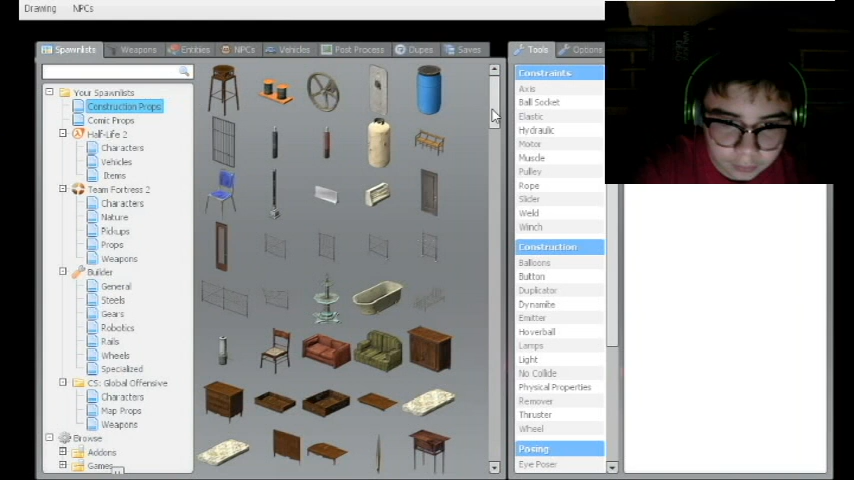 Drawing NPCs
Spawnlists Weapons Entities NPCs Vehicles Post Process Dupes Saves
Tools Options
Your Spawnlists
Construction Props
Comic Props
Half-Life 2
Characters
Vehicles
Items
Team Fortress 2
Characters
Nature
Pickups
Props
Weapons
Builder
General
Steels
Gears
Robotics
Rails
Wheels
Specialized
CS: Global Offensive
Characters
Map Props
Weapons
Browse
Addons
Games
Constraints
Axis
Ball Socket
Elastic
Hydraulic
Motor
Muscle
Pulley
Rope
Slider
Weld
Winch
Construction
Balloons
Button
Duplicator
Dynamite
Emitter
Hoverball
Lamps
Light
No Collide
Physical Properties
Remover
Thruster
Wheel
Posing
Eye Poser